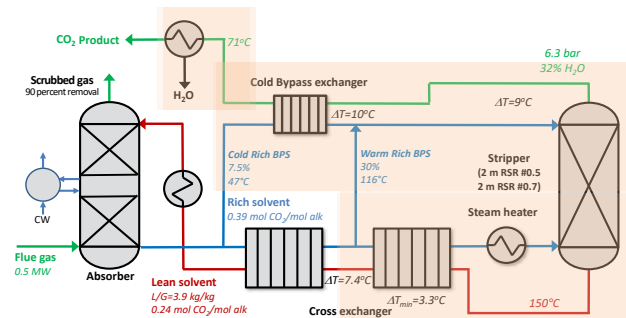 CO₂ Product
71°C
6.3 bar
32% H₂O
Scrubbed gas
90 percent removal
H₂O
Cold Bypass exchanger
ΔT=9°C
ΔT=10°C
Cold Rich BPS
7.5%
47°C
Warm Rich BPS
30%
116°C
Stripper
(2 m RSR #0.5
2 m RSR #0.7)
CW
Rich solvent
0.39 mol CO₂/mol alk
Steam heater
Flue gas
0.5 MW
Absorber
Lean solvent
L/G=3.9 kg/kg
0.24 mol CO₂/mol alk
ΔT=7.4°C
ΔTmin=3.3°C
Cross exchanger
150°C